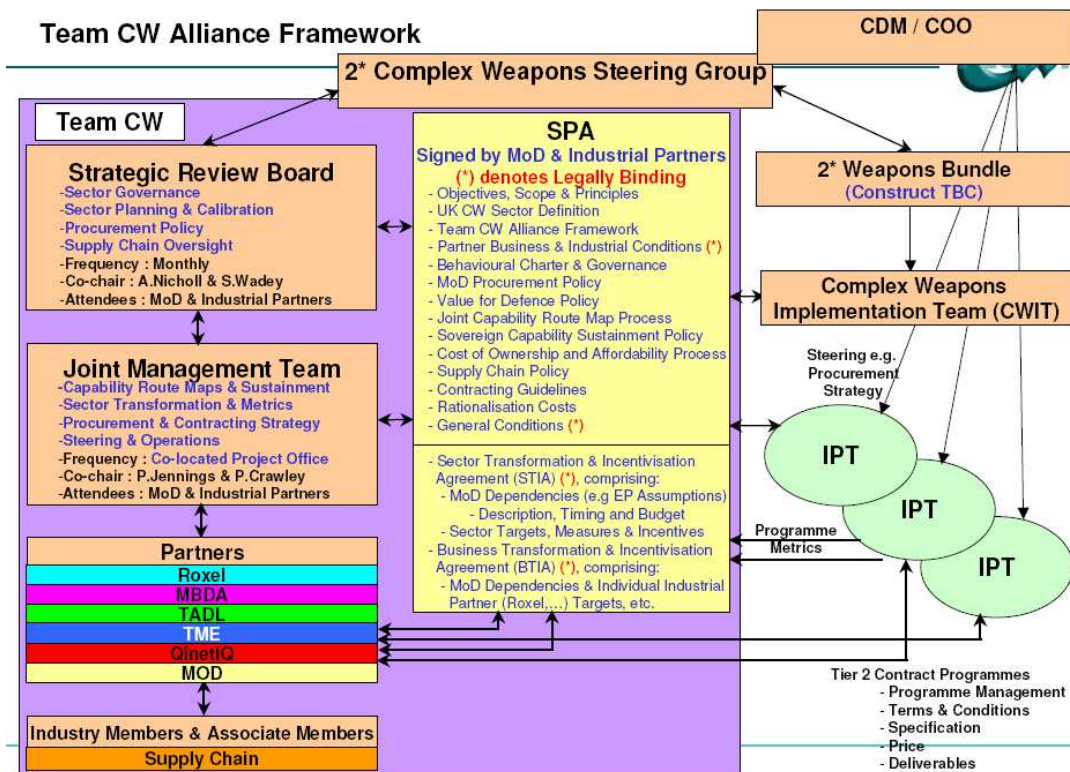 Team CW Alliance Framework
CDM / COO
2* Complex Weapons Steering Group
Team CW
Strategic Review Board
-Sector Governance
-Sector Planning & Calibration
-Procurement Policy
-Supply Chain Oversight
-Frequency : Monthly
-Co-chair : A.Nicholl & S.Wadey
-Attendees : MoD & Industrial Partners
Joint Management Team
-Capability Route Maps & Sustainment
-Sector Transformation & Metrics
-Procurement & Contracting Strategy
-Steering & Operations
-Frequency : Co-located Project Office
-Co-chair : P.Jennings & P.Crawley
-Attendees : MoD & Industrial Partners
Partners
Roxel
MBDA
TADL
TME
QinetiQ
MOD
Industry Members & Associate Members
Supply Chain
SPA
Signed by MoD & Industrial Partners
(*) denotes Legally Binding
- Objectives, Scope & Principles
- UK CW Sector Definition
- Team CW Alliance Framework
- Partner Business & Industrial Conditions (*)
- Behavioural Charter & Governance
- MoD Procurement Policy
- Value for Defence Policy
- Joint Capability Route Map Process
- Sovereign Capability Sustainment Policy
- Cost of Ownership and Affordability Process
- Supply Chain Policy
- Contracting Guidelines
- Rationalisation Costs
- General Conditions (*)
- Sector Transformation & Incentivisation
Agreement (STIA) (*), comprising:
- MoD Dependencies (e.g EP Assumptions)
- Description, Timing and Budget
- Sector Targets, Measures & Incentives
- Business Transformation & Incentivisation
Agreement (BTIA) (*), comprising:
- MoD Dependencies & Individual Industrial
Partner (Roxel,...) Targets, etc.
2* Weapons Bundle
(Construct TBC)
Complex Weapons
Implementation Team (CWIT)
Steering e.g.
Procurement
Strategy
IPT
IPT
IPT
Programme
Metrics
Tier 2 Contract Programmes
- Programme Management
- Terms & Conditions
- Specification
- Price
- Deliverables